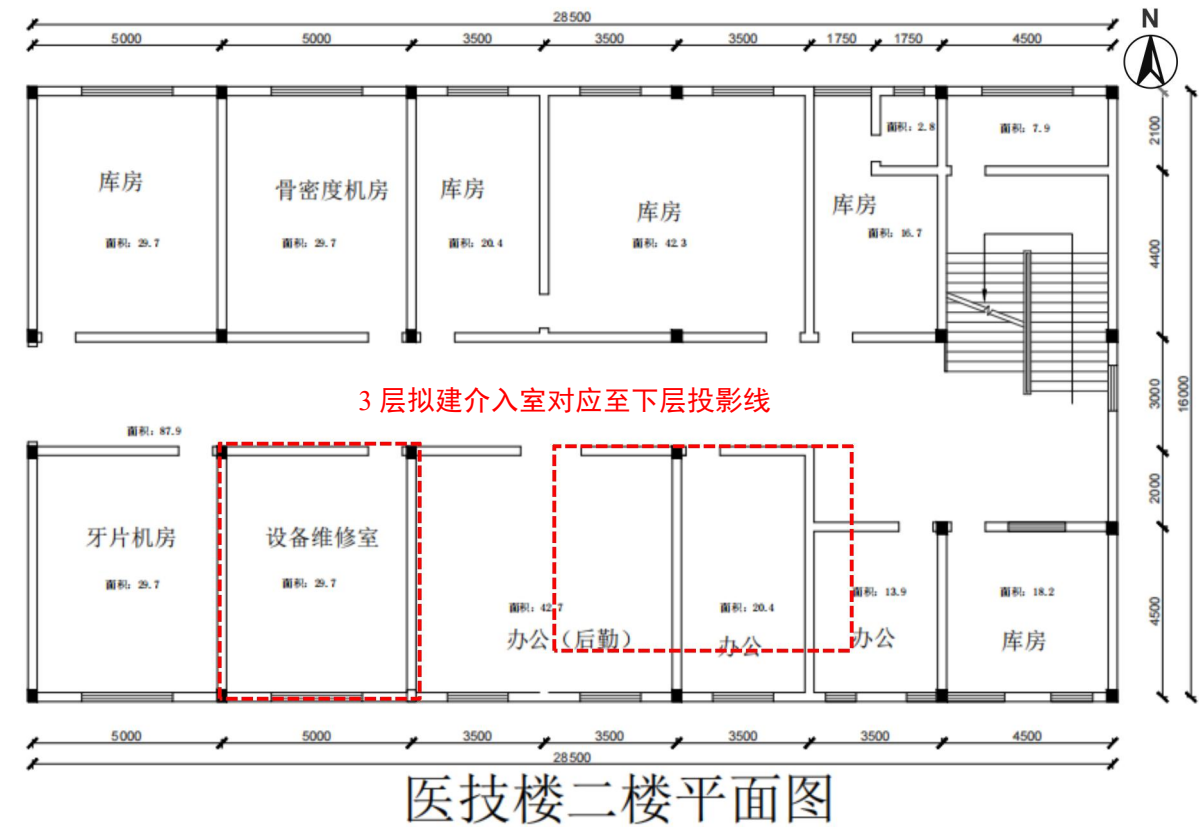 28500
N
5000 5000 3500 3500 3500 1750 1750 4500
面积: 2.8
面积: 7.9
2100
库房
骨密度机房
库房
库房
库房
面积: 29.7
面积: 29.7
面积: 20.4
面积: 42.3
面积: 16.7
4400
3 层拟建介入室对应至下层投影线
3000
16000
面积: 87.9
2000
牙片机房
设备维修室
面积: 29.7
面积: 29.7
面积: 42.7
面积: 20.4
面积: 13.9
面积: 18.2
4500
办公（后勤）
办公
办公
库房
5000 5000 3500 3500 3500 3500 4500
28500
医技楼二楼平面图